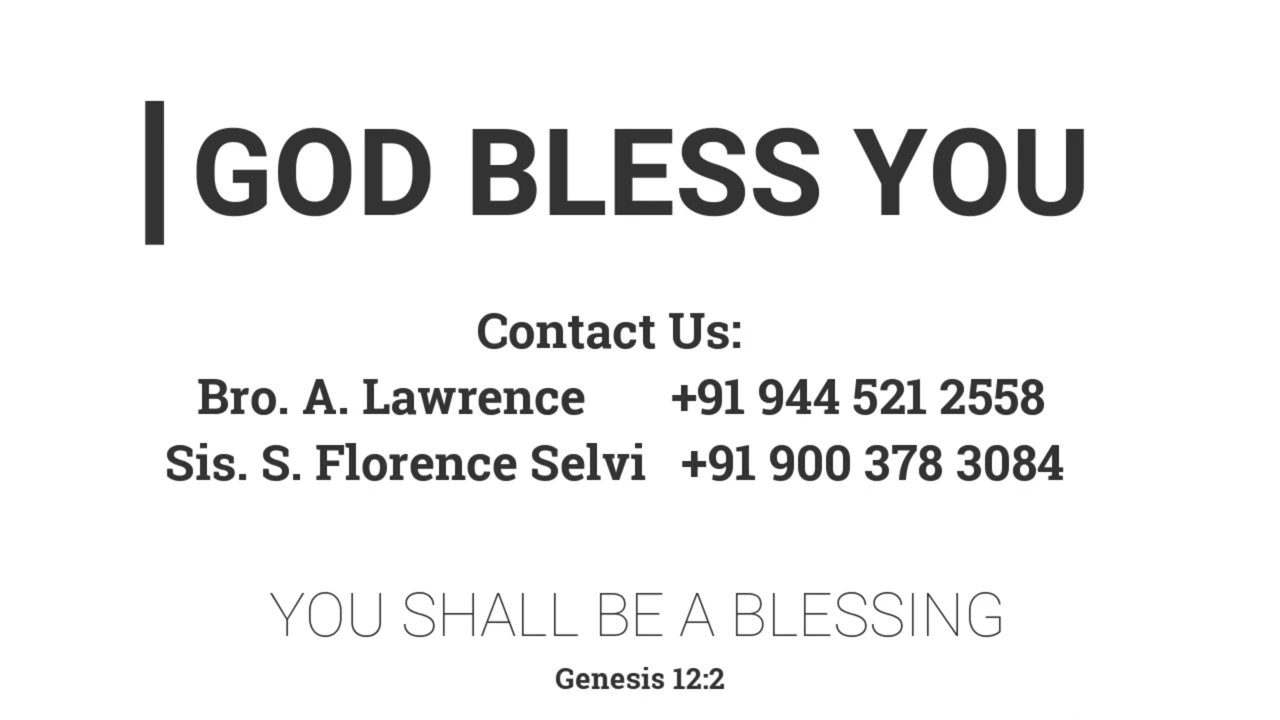 GOD BLESS YOU
Contact Us:
Bro. A. Lawrence +91 944 521 2558
Sis. S. Florence Selvi +91 900 378 3084
YOU SHALL BE A BLESSING
Genesis 12:2